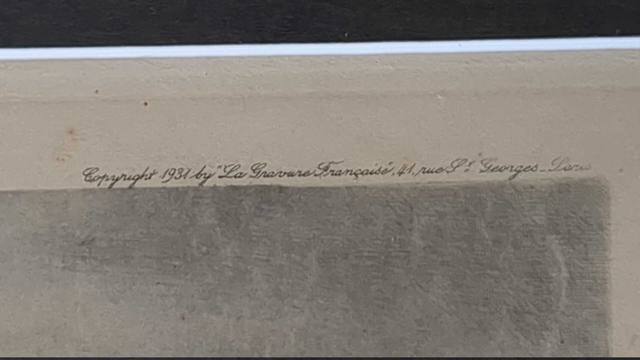 Copyright 1931 by "La Gravure Française", 41, rue St Georges - Paris